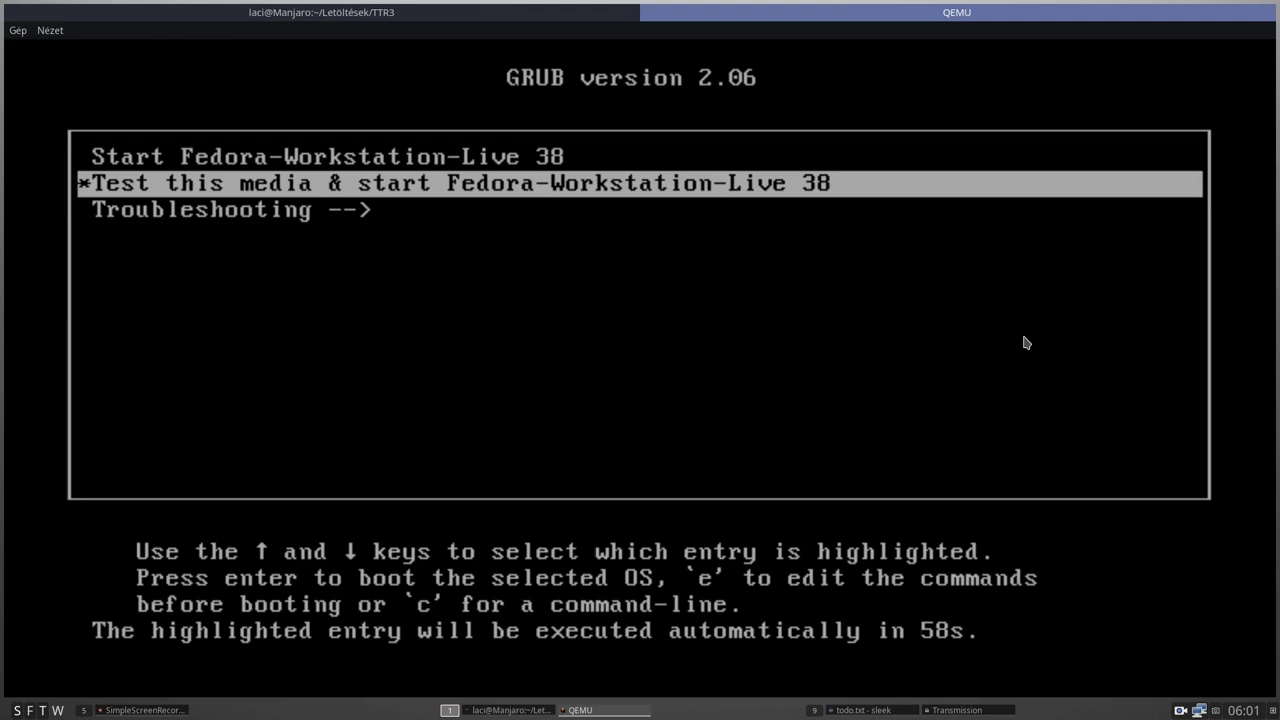 laci@Manjaro:~/Letöltések/TTR3
QEMU
Gép Nézet
GRUB version 2.06
Start Fedora-Workstation-Live 38
*Test this media & start Fedora-Workstation-Live 38
Troubleshooting -->
Use the ↑ and ↓ keys to select which entry is highlighted.
Press enter to boot the selected OS, `e' to edit the commands
before booting or `c' for a command-line.
The highlighted entry will be executed automatically in 58s.
S F T W 5 SimpleScreenRecor... 1 laci@Manjaro:~/Let... QEMU 9 todo.txt - sleek Transmission 06:01